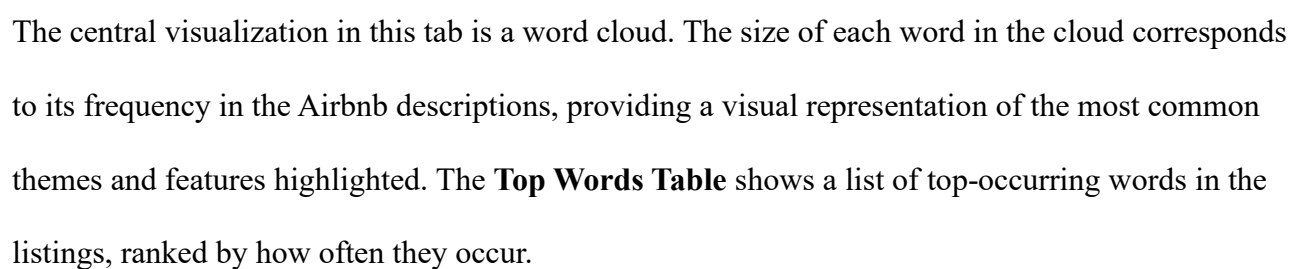 The central visualization in this tab is a word cloud. The size of each word in the cloud corresponds
to its frequency in the Airbnb descriptions, providing a visual representation of the most common
themes and features highlighted. The Top Words Table shows a list of top-occurring words in the
listings, ranked by how often they occur.